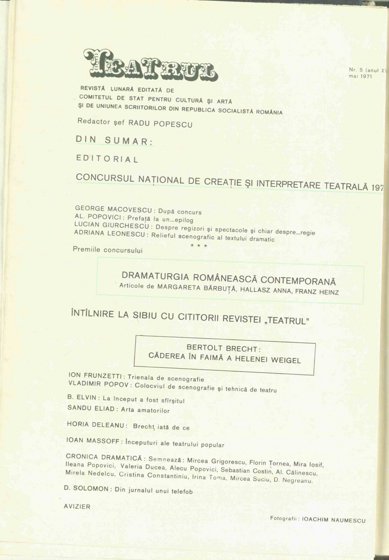 TEATRUL
Nr. 5 (anul
mai 1971
REVISTĂ LUNARĂ EDITATĂ DE
COMITETUL DE STAT PENTRU CULTURĂ ȘI ARTĂ
ȘI DE UNIUNEA SCRIITORILOR DIN REPUBLICA SOCIALISTĂ ROMÂNIA
Redactor șef RADU POPESCU
DIN SUMAR:
EDITORIAL
CONCURSUL NAȚIONAL DE CREAȚIE ȘI INTERPRETARE TEATRALĂ 197
GEORGE MACOVESCU: După concurs
AL. POPOVICI: Prefață la un...epilog
LUCIAN GIURCHESCU: Despre regizori și spectacole și chiar despre...regie
ADRIANA LEONESCU: Relieful scenografic al textului dramatic
* * *
Premiile concursului
DRAMATURGIA ROMÂNEASCĂ CONTEMPORANĂ
Articole de MARGARETA BĂRBUȚĂ, HALLASZ ANNA, FRANZ HEINZ
ÎNTÎLNIRE LA SIBIU CU CITITORII REVISTEI „TEATRUL"
BERTOLT BRECHT:
CĂDEREA ÎN FAIMĂ A HELENEI WEIGEL
ION FRUNZETTI: Trienala de scenografie
VLADIMIR POPOV: Colocviul de scenografie și tehnică de teatru
B. ELVIN: La început a fost sfîrșitul
SANDU ELIAD: Arta amatorilor
HORIA DELEANU: Brecht, iată de ce
IOAN MASSOFF: Începuturi ale teatrului popular
CRONICA DRAMATICĂ: Semnează: Mircea Grigorescu, Florin Tornea, Mira Iosif,
Ileana Popovici, Valeria Ducea, Alecu Popovici, Sebastian Costin, Al. Călinescu,
Mirela Nedelcu, Cristina Constantiniu, Irina Toma, Mircea Suciu, D. Negreanu.
D. SOLOMON: Din jurnalul unui telefob
AVIZIER
Fotografii: IOACHIM NĂUMESCU